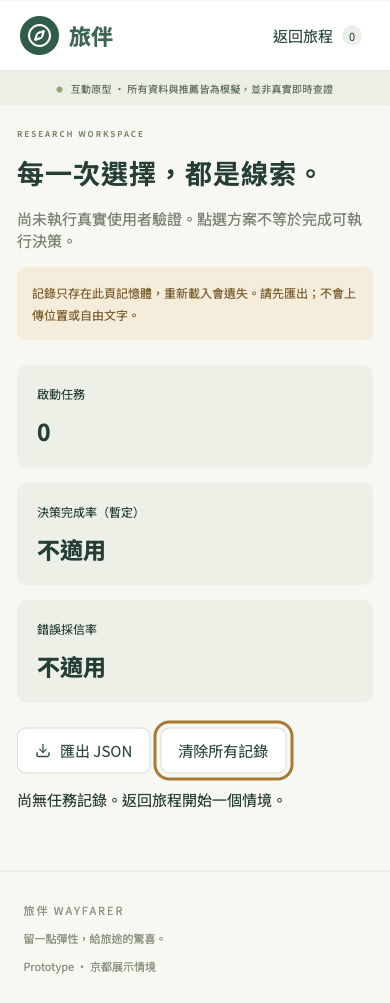 旅伴
返回旅程 0
互動原型 · 所有資料與推薦皆為模擬，並非真實即時查證
RESEARCH WORKSPACE
每一次選擇，都是線索。
尚未執行真實使用者驗證。點選方案不等於完成可執
行決策。
記錄只存在此頁記憶體，重新載入會遺失。請先匯出；不會上
傳位置或自由文字。
啟動任務
0
決策完成率（暫定）
不適用
錯誤採信率
不適用
匯出 JSON
清除所有記錄
尚無任務記錄。返回旅程開始一個情境。
旅伴 WAYFARER
留一點彈性，給旅途的驚喜。
Prototype · 京都展示情境